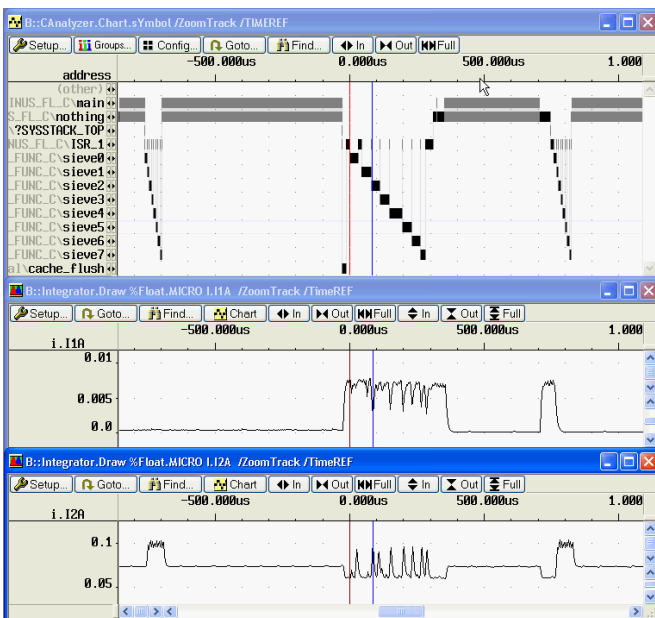 B::CAnalyzer.Chart.sYmbol /ZoomTrack /TIMEREF
Setup... Groups... Config... Goto... Find... In Out Full
-500.000us 0.000us 500.000us 1.000
address
(other)
INUS_FL_C\main
S_FL_C\nothing
\?SYSSTACK_TOP
NUS_FL_C\ISR_1
_FUNC_C\sieve0
_FUNC_C\sieve1
_FUNC_C\sieve2
_FUNC_C\sieve3
_FUNC_C\sieve4
_FUNC_C\sieve5
_FUNC_C\sieve6
_FUNC_C\sieve7
al\cache_flush
B::Integrator.Draw %Float.MICRO I.I1A /ZoomTrack /TimeREF
Setup... Goto... Find... Chart In Out Full In Out Full
-500.000us 0.000us 500.000us 1.000
i.I1A
0.01
0.005
0.0
B::Integrator.Draw %Float.MICRO I.I2A /ZoomTrack /TimeREF
Setup... Goto... Find... Chart In Out Full In Out Full
-500.000us 0.000us 500.000us 1.000
i.I2A
0.1
0.05